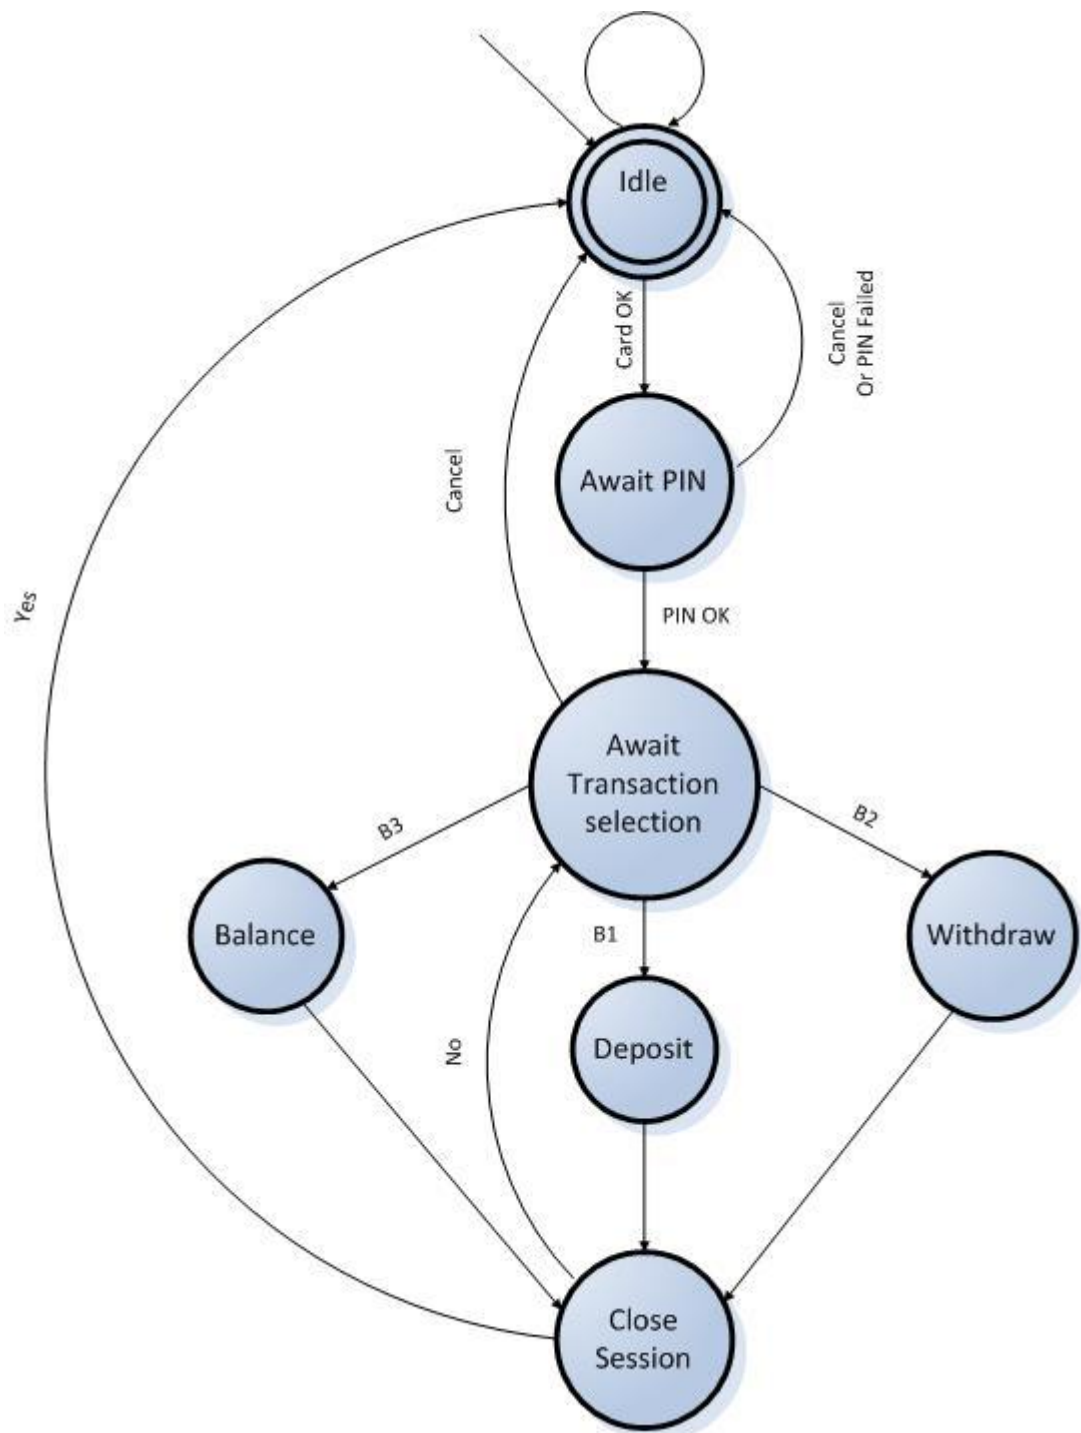 Idle
Card OK
Cancel
Or PIN Failed
Await PIN
Cancel
Yes
PIN OK
Await
Transaction
selection
B3
B2
Balance
B1
Withdraw
Deposit
No
Close
Session